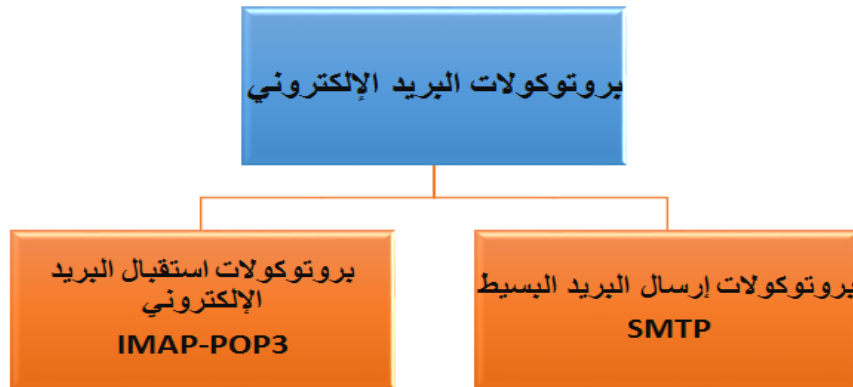 بروتوكولات البريد الإلكتروني
بروتوكولات إرسال البريد البسيط
SMTP
بروتوكولات استقبال البريد
الإلكتروني
IMAP-POP3